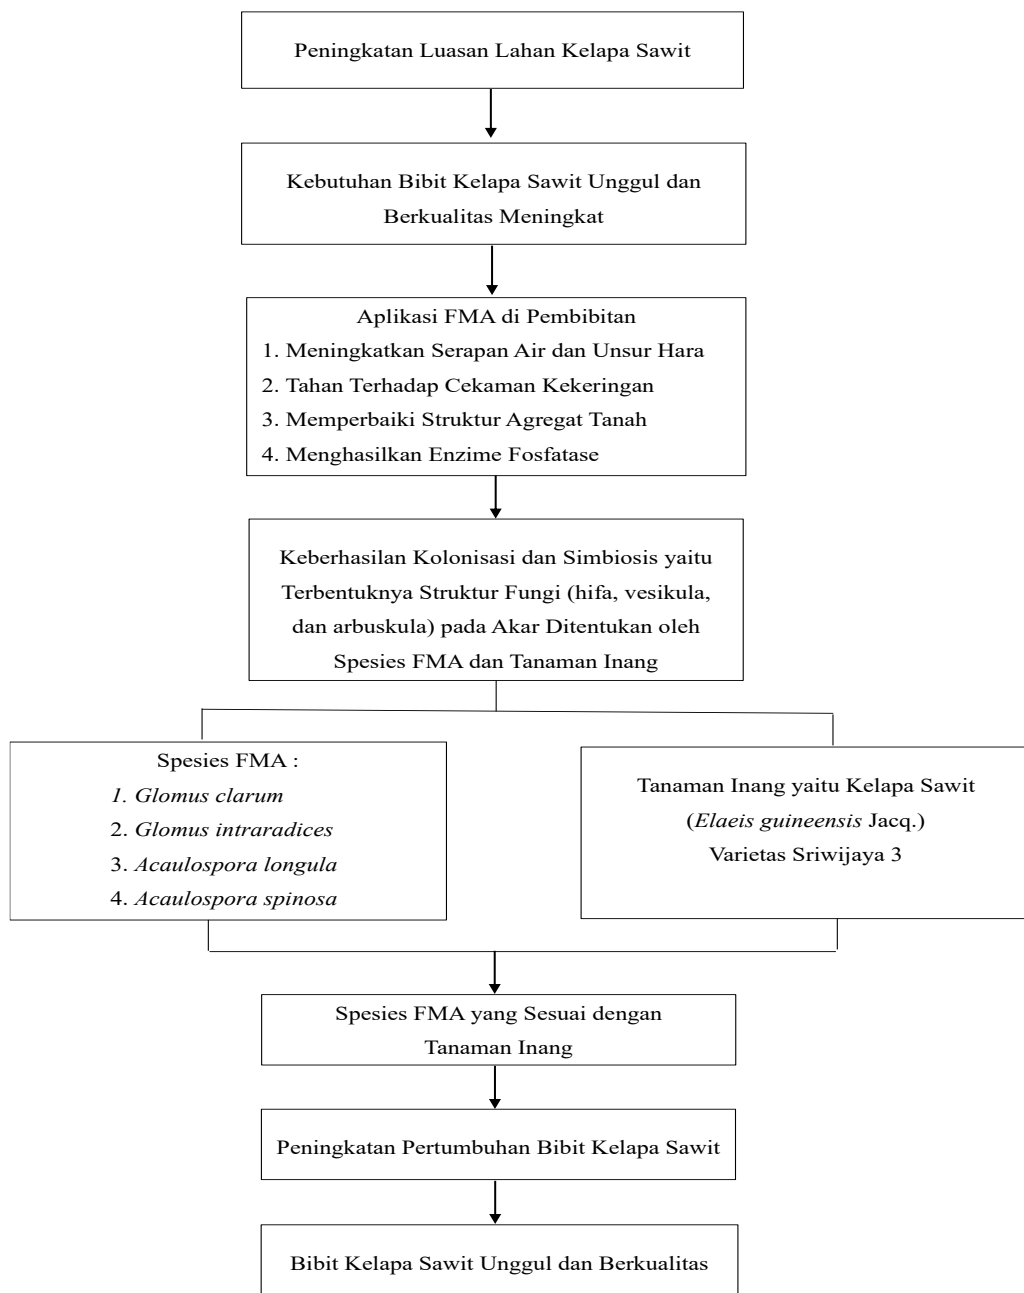 Peningkatan Luasan Lahan Kelapa Sawit
Kebutuhan Bibit Kelapa Sawit Unggul dan
Berkualitas Meningkat
Aplikasi FMA di Pembibitan
1. Meningkatkan Serapan Air dan Unsur Hara
2. Tahan Terhadap Cekaman Kekeringan
3. Memperbaiki Struktur Agregat Tanah
4. Menghasilkan Enzime Fosfatase
Keberhasilan Kolonisasi dan Simbiosis yaitu
Terbentuknya Struktur Fungi (hifa, vesikula,
dan arbuskula) pada Akar Ditentukan oleh
Spesies FMA dan Tanaman Inang
Spesies FMA :
1. Glomus clarum
2. Glomus intraradices
3. Acaulospora longula
4. Acaulospora spinosa
Tanaman Inang yaitu Kelapa Sawit
(Elaeis guineensis Jacq.)
Varietas Sriwijaya 3
Spesies FMA yang Sesuai dengan
Tanaman Inang
Peningkatan Pertumbuhan Bibit Kelapa Sawit
Bibit Kelapa Sawit Unggul dan Berkualitas